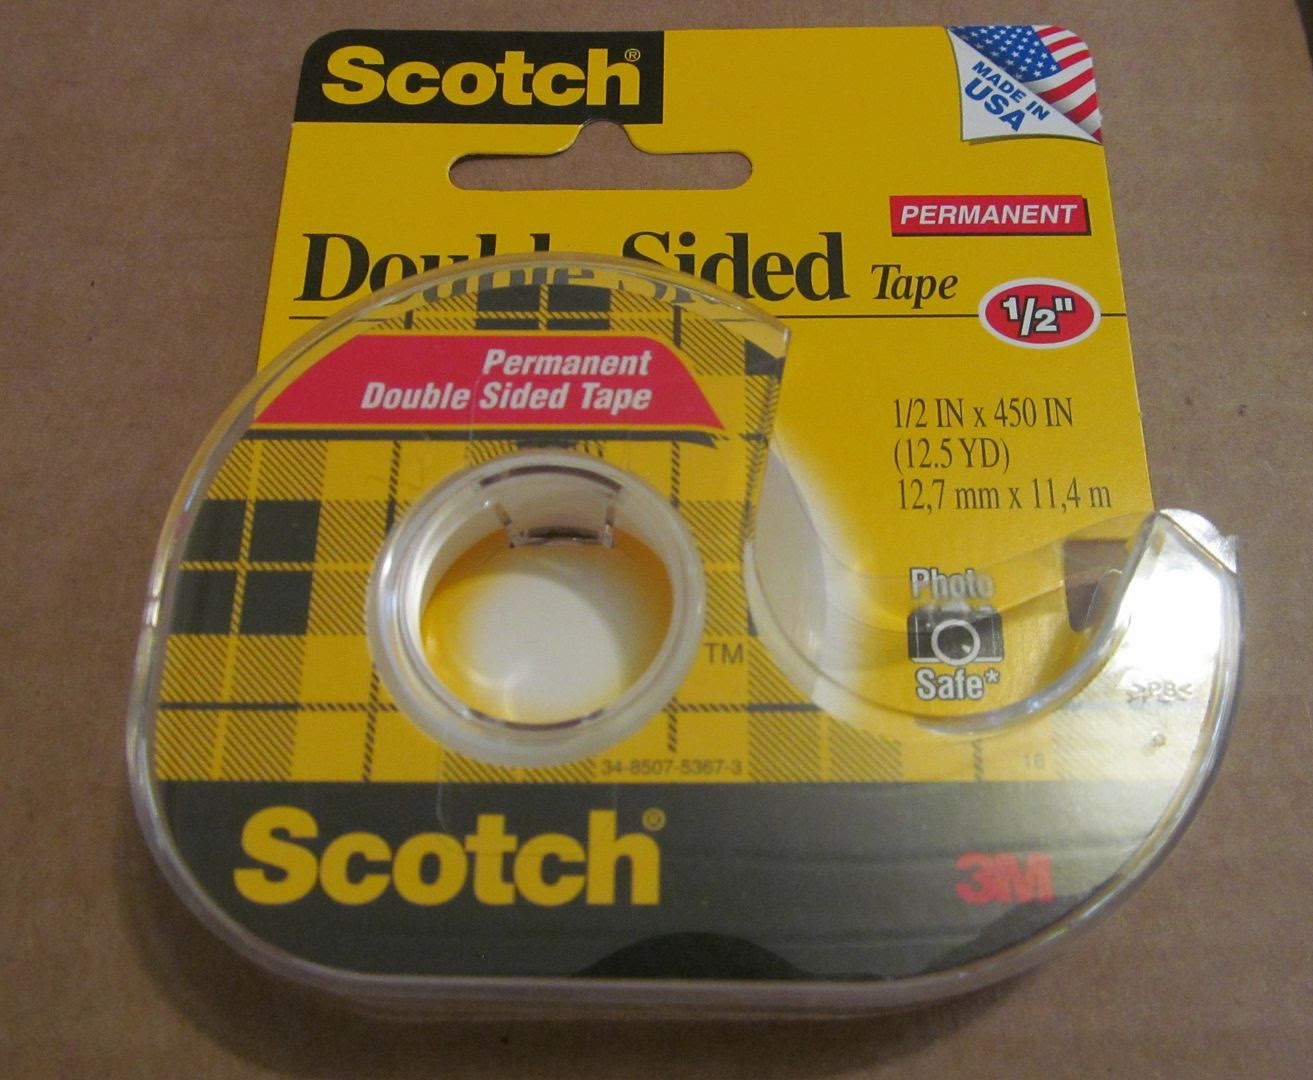 Scotch®
MADE IN
USA
PERMANENT
Double Sided Tape
1/2"
Permanent
Double Sided Tape
1/2 IN x 450 IN
(12.5 YD)
12,7 mm x 11,4 m
Photo
Safe*
>PS<
TM
34-8507-5367-3
16
Scotch®
3M